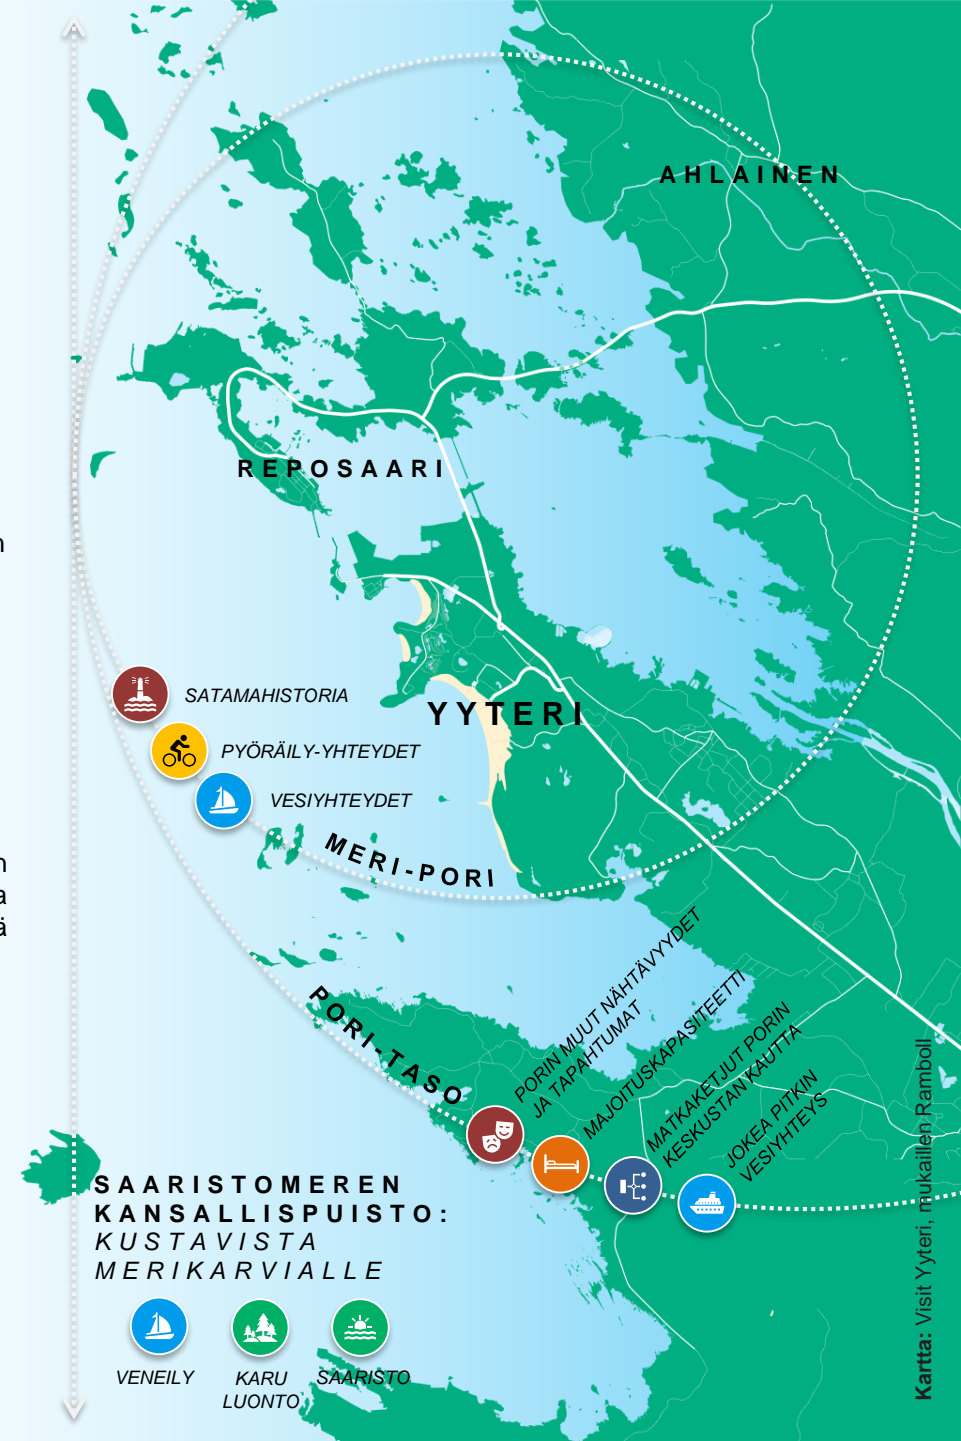 AHLAINEN
REPOSAARI
n
SATAMAHISTORIA
YYTERI
PYÖRÄILY-YHTEYDET
VESIYHTEYDET
MERI-PORI
n
a
ä
PORI-TASO
PORIN MUUT NÄHTÄVYYDET
JA TAPAHTUMAT
MAJOITUSKAPASITEETTI
MATKAKETJUT PORIN
KESKUSTAN KAUTTA
JOKEA PITKIN
VESIYHTEYS
SAARISTOMEREN
KANSALLISPUISTO:
KUSTAVISTA
MERIKARVIALLE
VENEILY
KARU
LUONTO
SAARISTO
Kartta: Visit Yyteri, mukaillen Ramboll